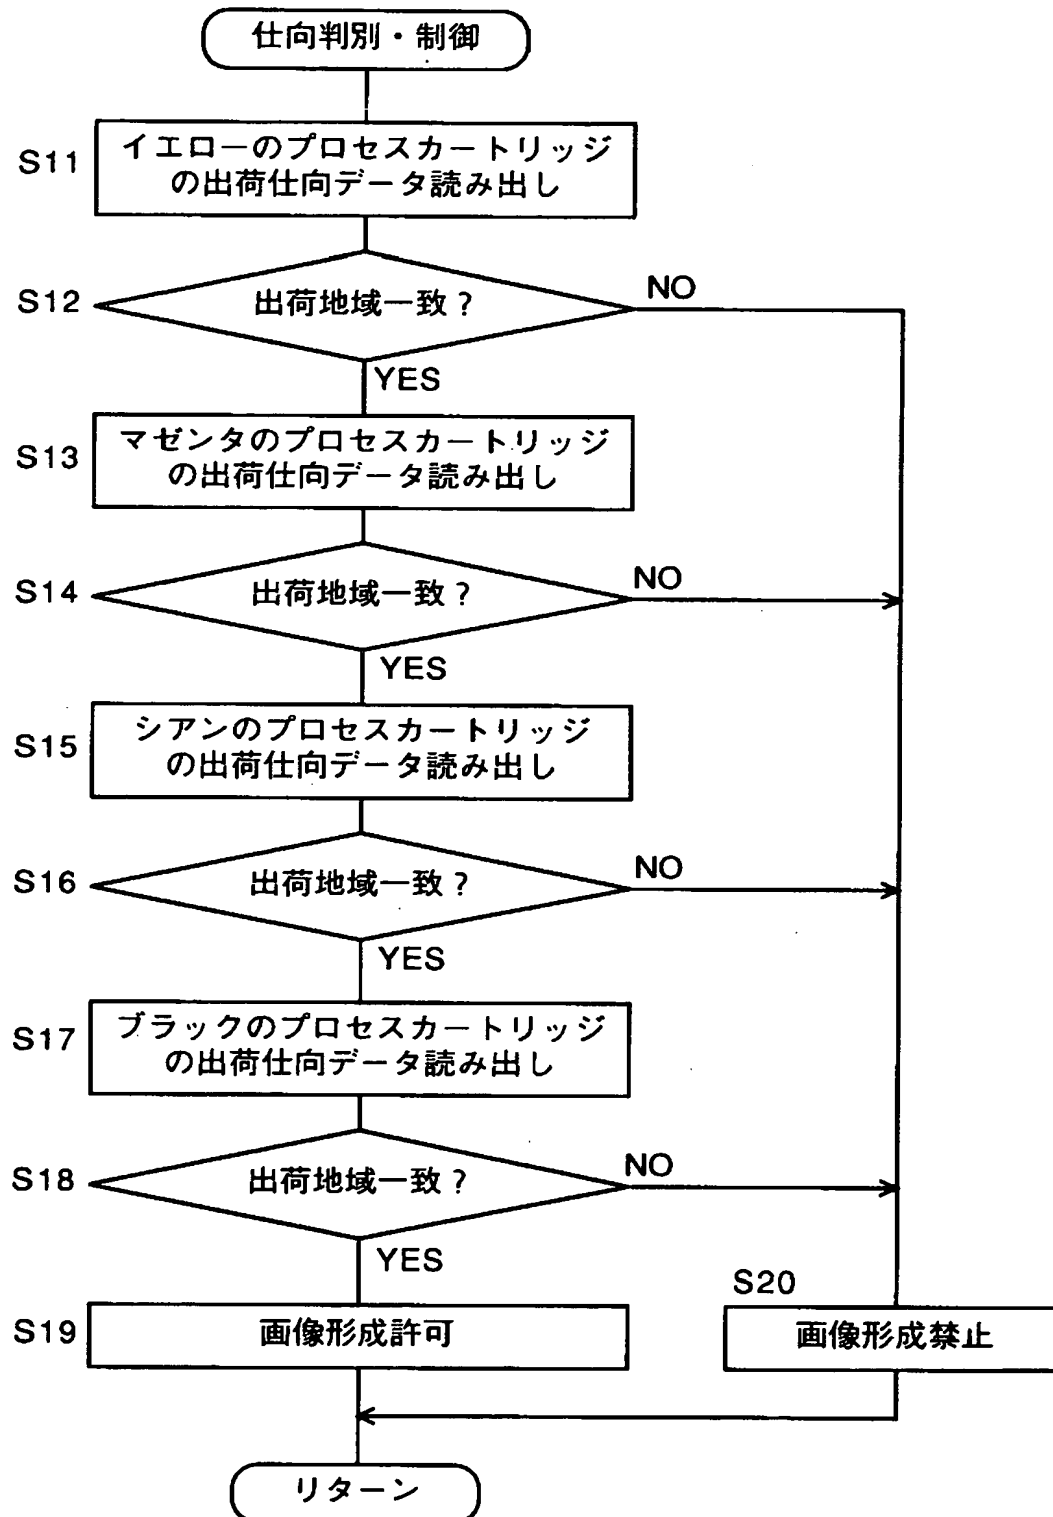 仕向判別・制御
S11
イエローのプロセスカートリッジ
の出荷仕向データ読み出し
S12
出荷地域一致？
NO
YES
S13
マゼンタのプロセスカートリッジ
の出荷仕向データ読み出し
S14
出荷地域一致？
NO
YES
S15
シアンのプロセスカートリッジ
の出荷仕向データ読み出し
S16
出荷地域一致？
NO
YES
S17
ブラックのプロセスカートリッジ
の出荷仕向データ読み出し
S18
出荷地域一致？
NO
YES
S19
画像形成許可
S20
画像形成禁止
リターン